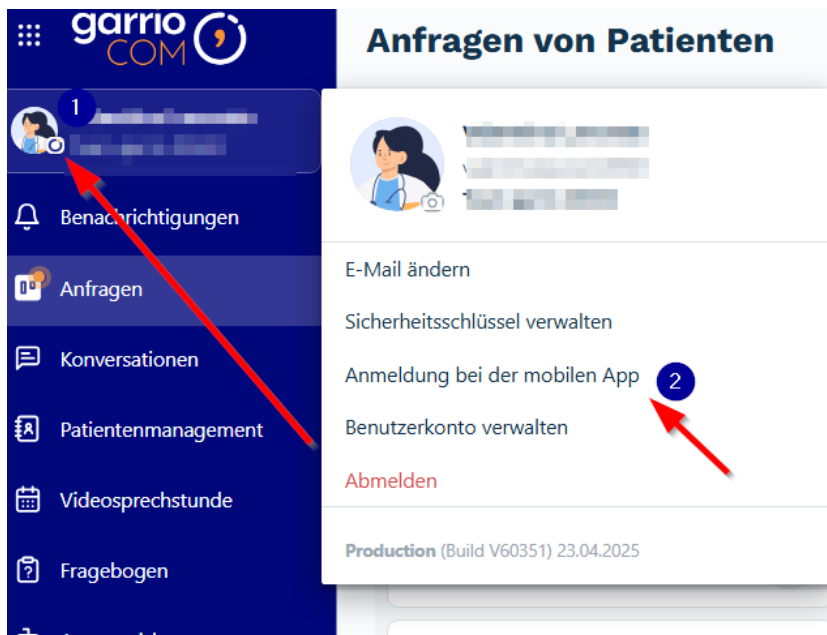 garrio
COM
Anfragen von Patienten
1
Benachrichtigungen
Anfragen
Konversationen
Patientenmanagement
Videosprechstunde
Fragebogen
E-Mail ändern
Sicherheitsschlüssel verwalten
Anmeldung bei der mobilen App
2
Benutzerkonto verwalten
Abmelden
Production (Build V60351) 23.04.2025